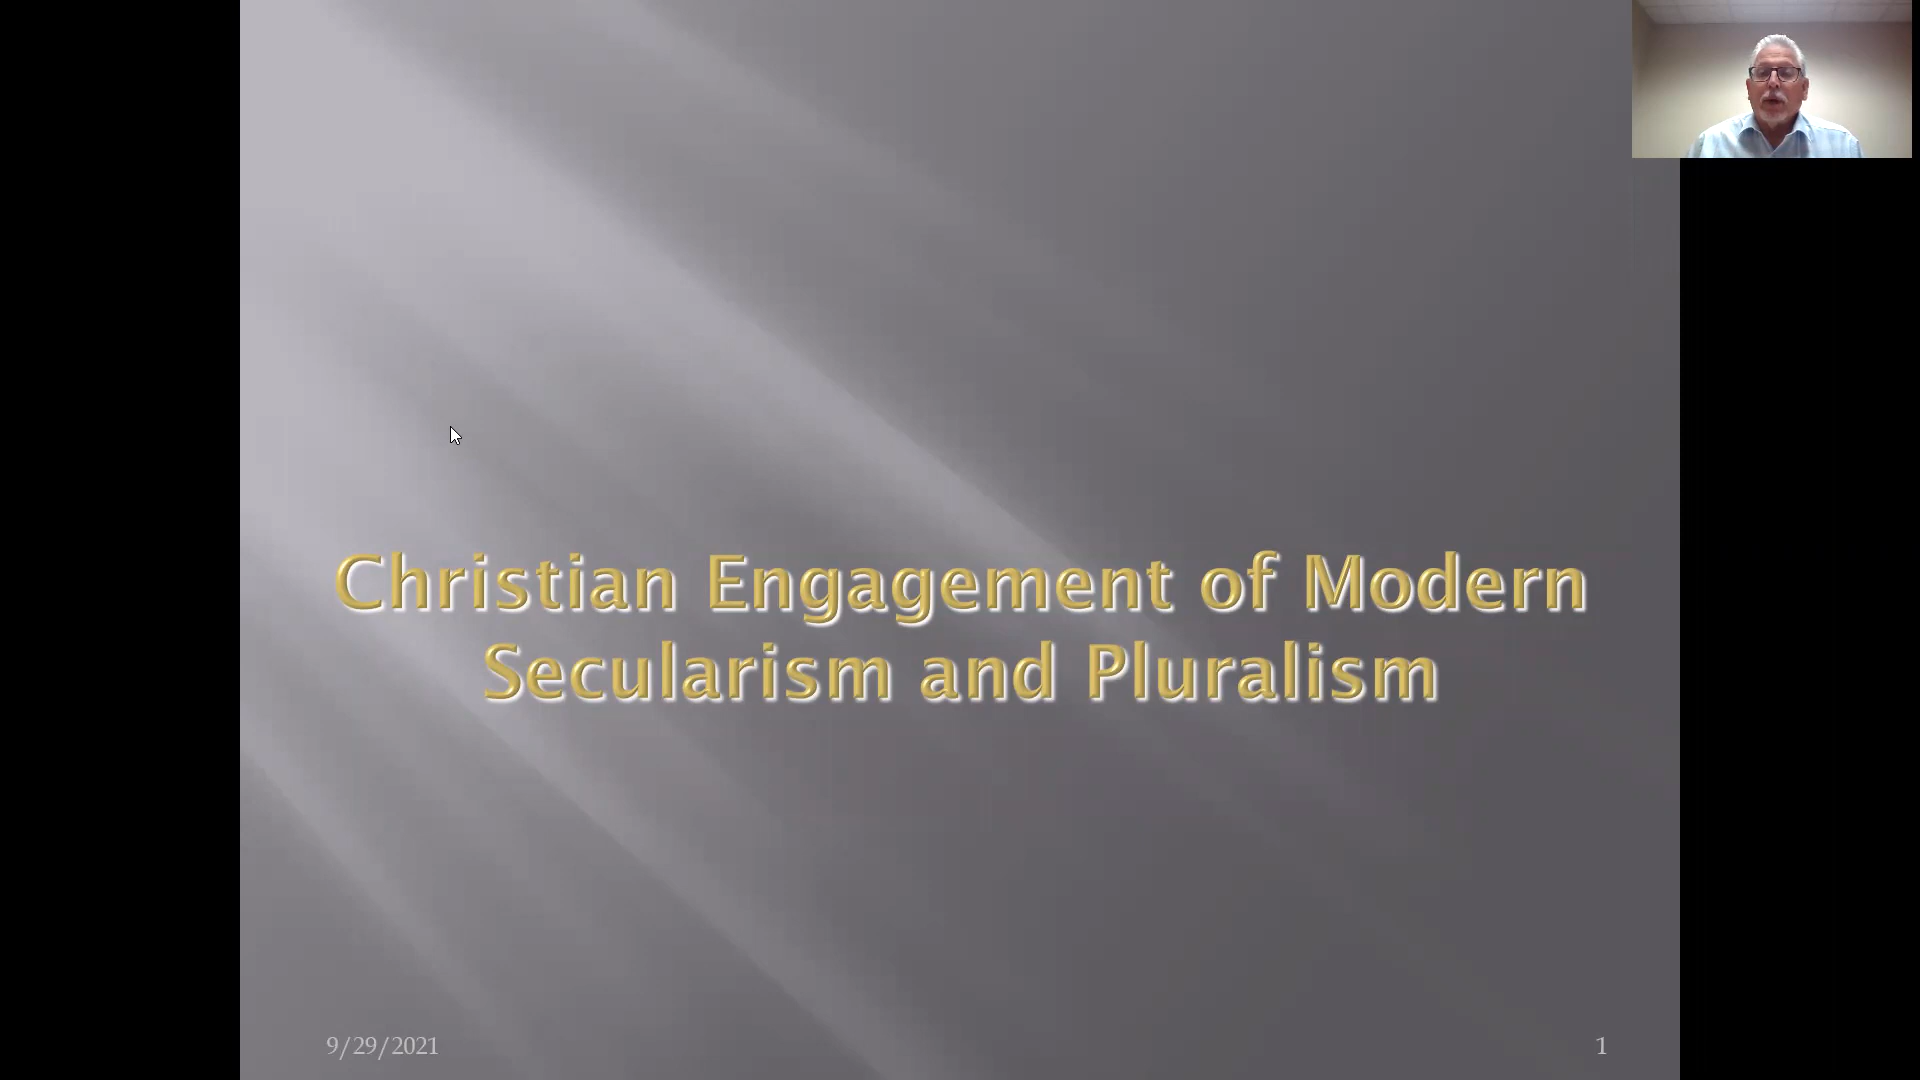 Christian Engagement of Modern
Secularism and Pluralism
9/29/2021
1